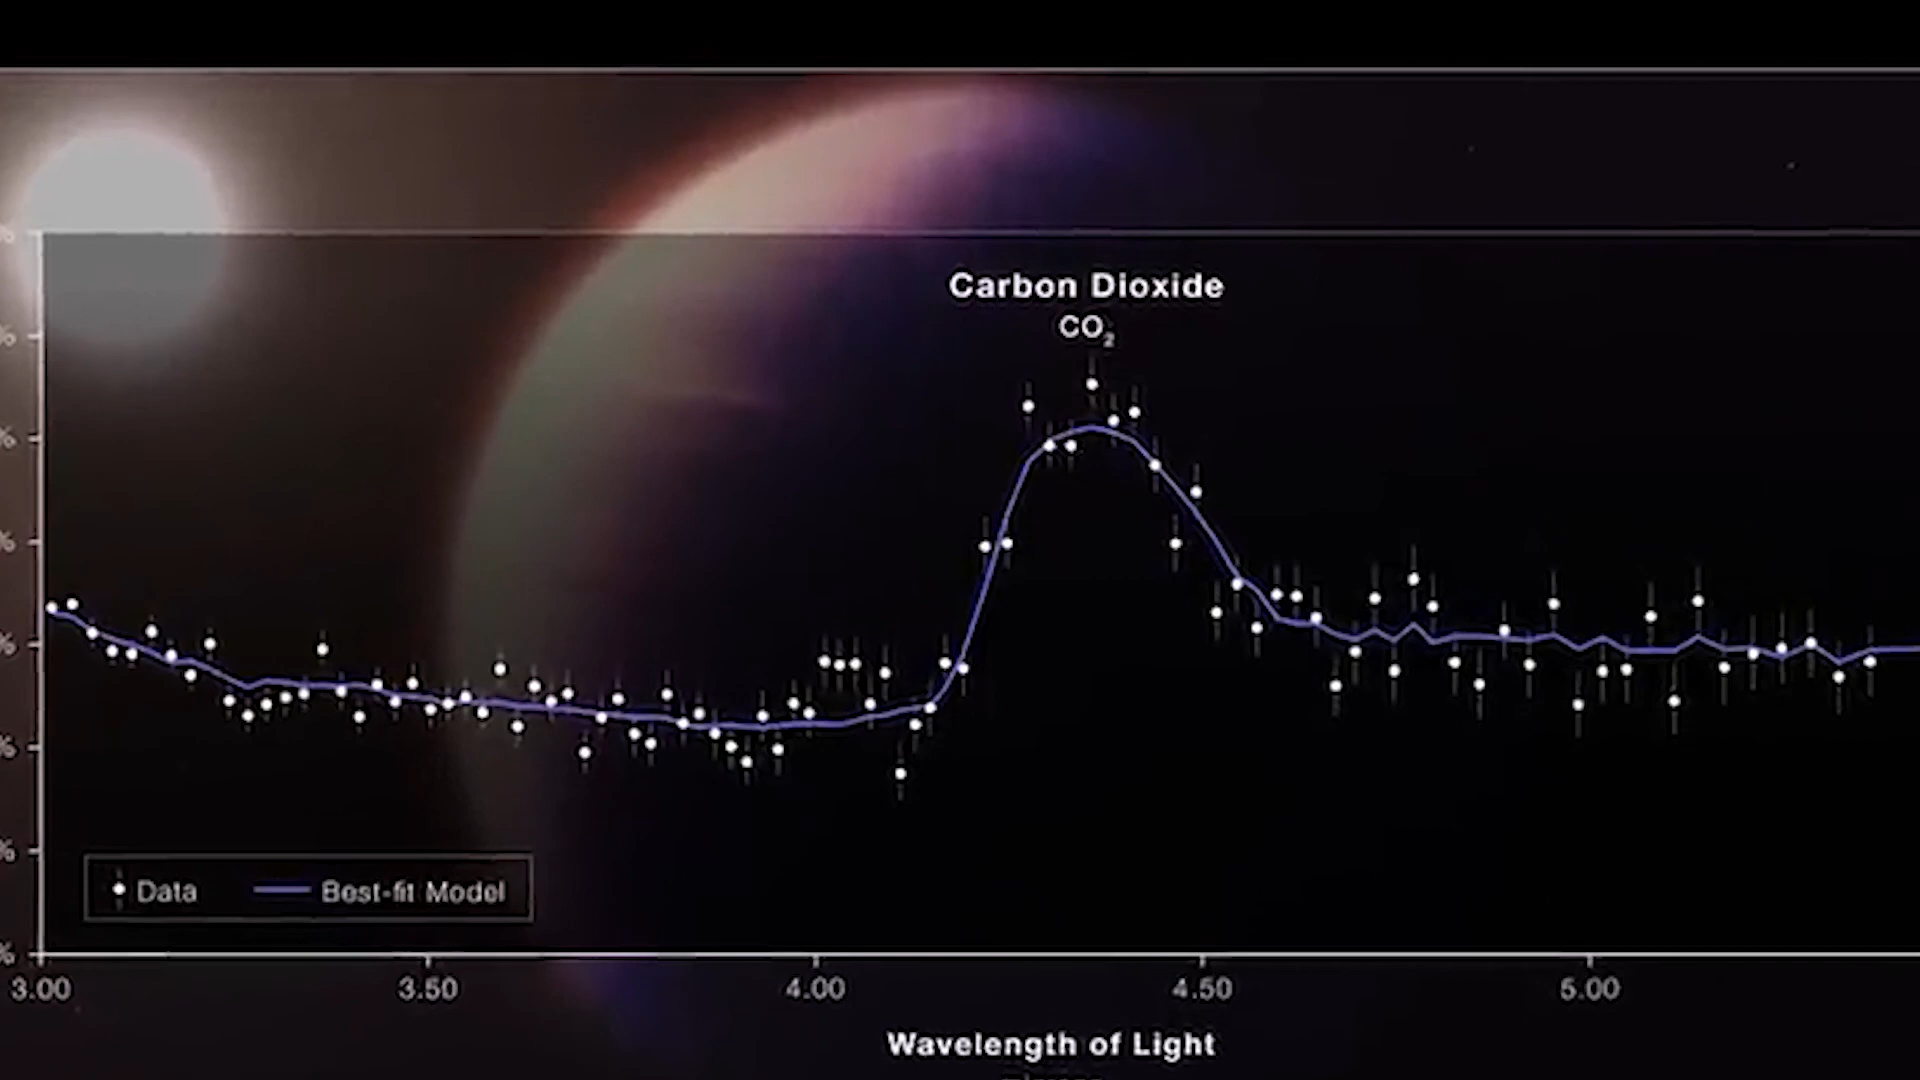 Carbon Dioxide
CO₂
%
%
%
%
%
%
%
%
Data
Best-fit Model
3.00
3.50
4.00
4.50
5.00
Wavelength of Light